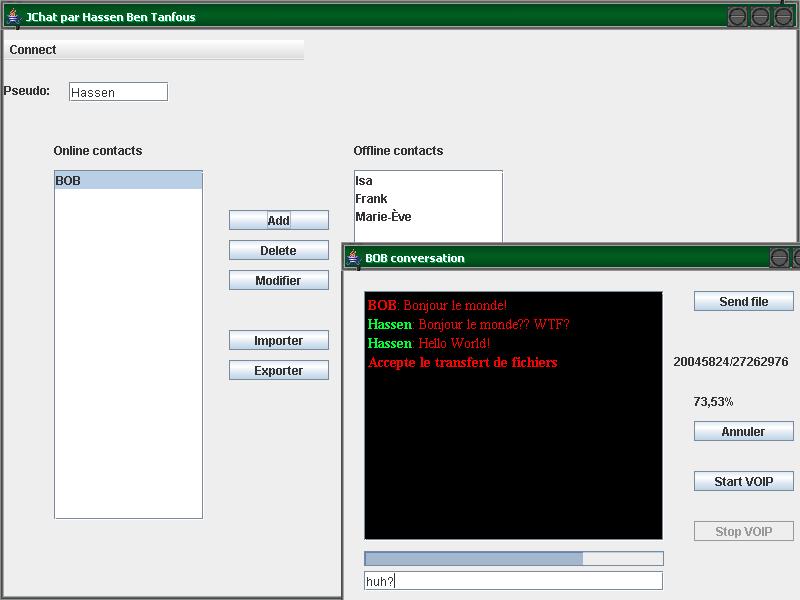 JChat par Hassen Ben Tanfous
Connect
Pseudo: Hassen
Online contacts
BOB
Add
Delete
Modifier
Importer
Exporter
Offline contacts
Isa
Frank
Marie-Ève
BOB conversation
BOB: Bonjour le monde!
Hassen: Bonjour le monde?? WTF?
Hassen: Hello World!
Accepte le transfert de fichiers
huh?
Send file
20045824/27262976
73,53%
Annuler
Start VOIP
Stop VOIP